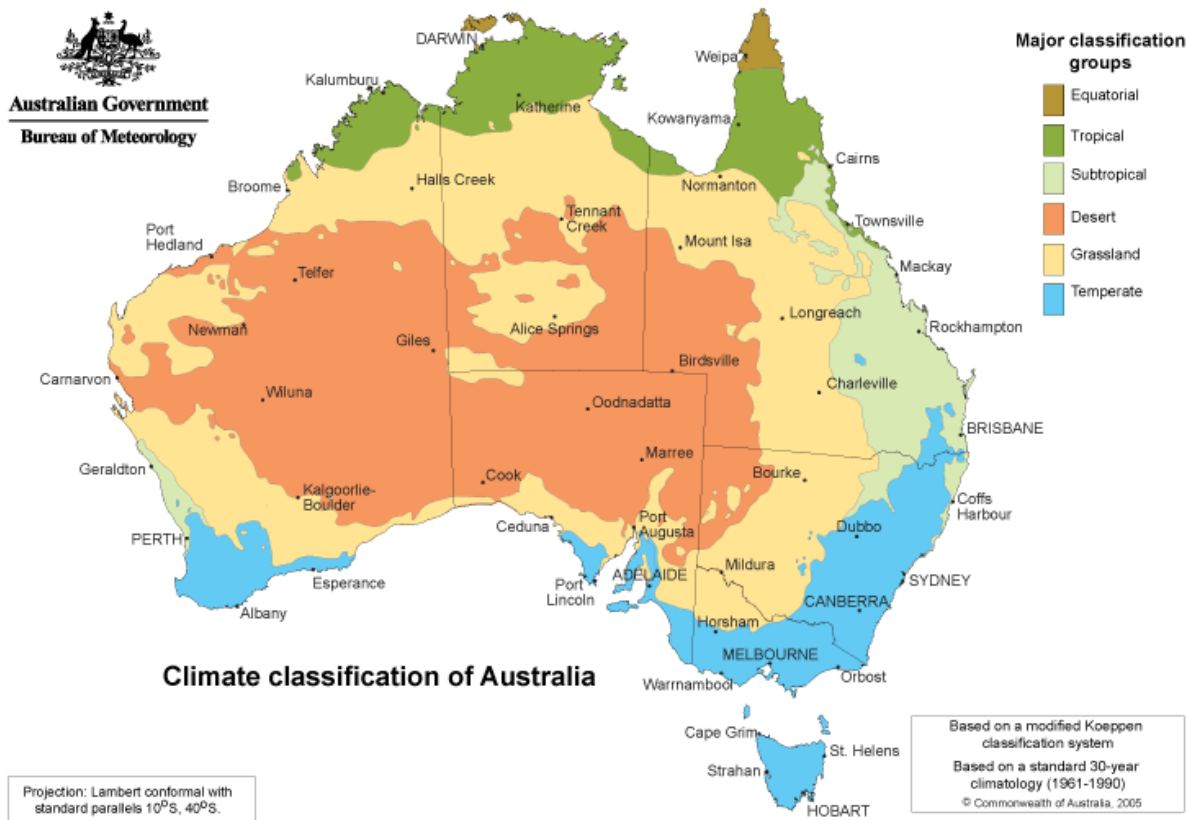 Australian Government
Bureau of Meteorology
Major classification
groups
Equatorial
Tropical
Subtropical
Desert
Grassland
Temperate
DARWIN
Weipa
Kalumburu
Katherine
Kowanyama
Cairns
Broome
Halls Creek
Normanton
Port
Hedland
Tennant
Creek
Townsville
Mount Isa
Mackay
Telfer
Newman
Alice Springs
Longreach
Rockhampton
Giles
Birdsville
Carnarvon
Wiluna
Oodnadatta
Charleville
BRISBANE
Geraldton
Marree
Cook
Bourke
Kalgoorlie-
Boulder
Coffs
Harbour
Ceduna
Port
Augusta
Dubbo
PERTH
Mildura
SYDNEY
Esperance
Port
Lincoln
ADELAIDE
CANBERRA
Albany
Horsham
MELBOURNE
Warrnambool
Orbost
Climate classification of Australia
Cape Grim
St. Helens
Strahan
HOBART
Based on a modified Koeppen
classification system
Based on a standard 30-year
climatology (1961-1990)
© Commonwealth of Australia, 2005
Projection: Lambert conformal with
standard parallels 10ºS, 40ºS.